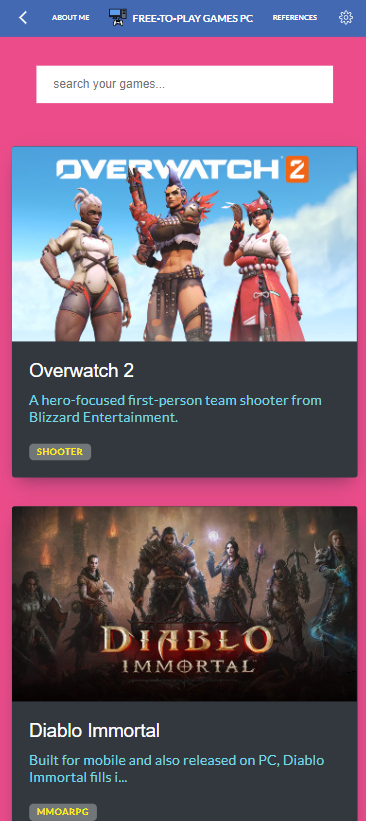 ABOUT ME
FREE-TO-PLAY GAMES PC
REFERENCES
search your games...
OVERWATCH 2
Overwatch 2
A hero-focused first-person team shooter from
Blizzard Entertainment.
SHOOTER
DIABLO
IMMORTAL
Diablo Immortal
Built for mobile and also released on PC, Diablo
Immortal fills i...
MMOARPG